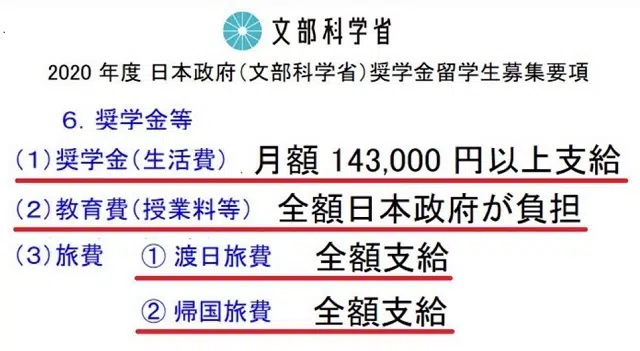 文部科学省
2020 年度 日本政府（文部科学省）奨学金留学生募集要項
６．奨学金等
（１）奨学金（生活費） 月額 143,000 円以上支給
（２）教育費（授業料等） 全額日本政府が負担
（３）旅費 ① 渡日旅費 全額支給
② 帰国旅費 全額支給